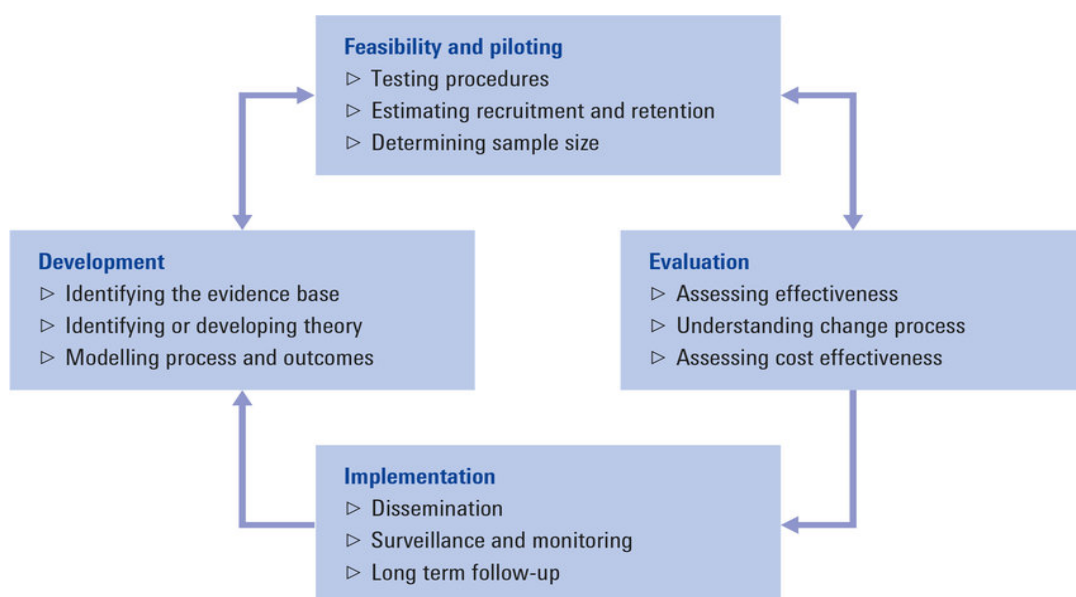 Feasibility and piloting
▷ Testing procedures
▷ Estimating recruitment and retention
▷ Determining sample size
Development
▷ Identifying the evidence base
▷ Identifying or developing theory
▷ Modelling process and outcomes
Evaluation
▷ Assessing effectiveness
▷ Understanding change process
▷ Assessing cost effectiveness
Implementation
▷ Dissemination
▷ Surveillance and monitoring
▷ Long term follow-up